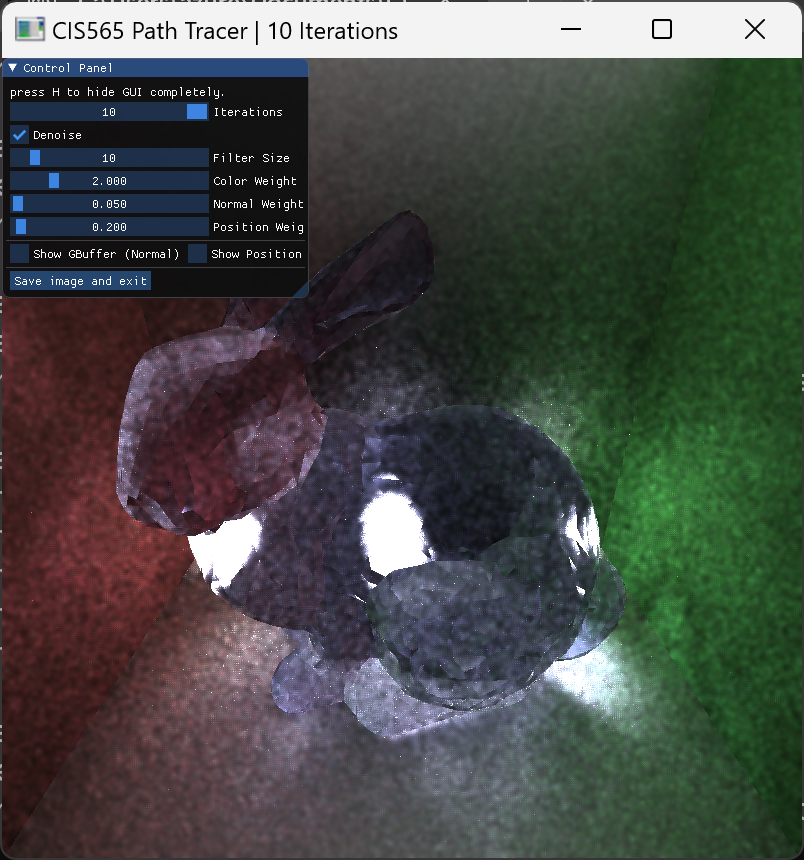 CIS565 Path Tracer | 10 Iterations
Control Panel
press H to hide GUI completely.
10 Iterations
Denoise
10 Filter Size
2.000 Color Weight
0.050 Normal Weight
0.200 Position Weig
Show GBuffer (Normal) Show Position
Save image and exit